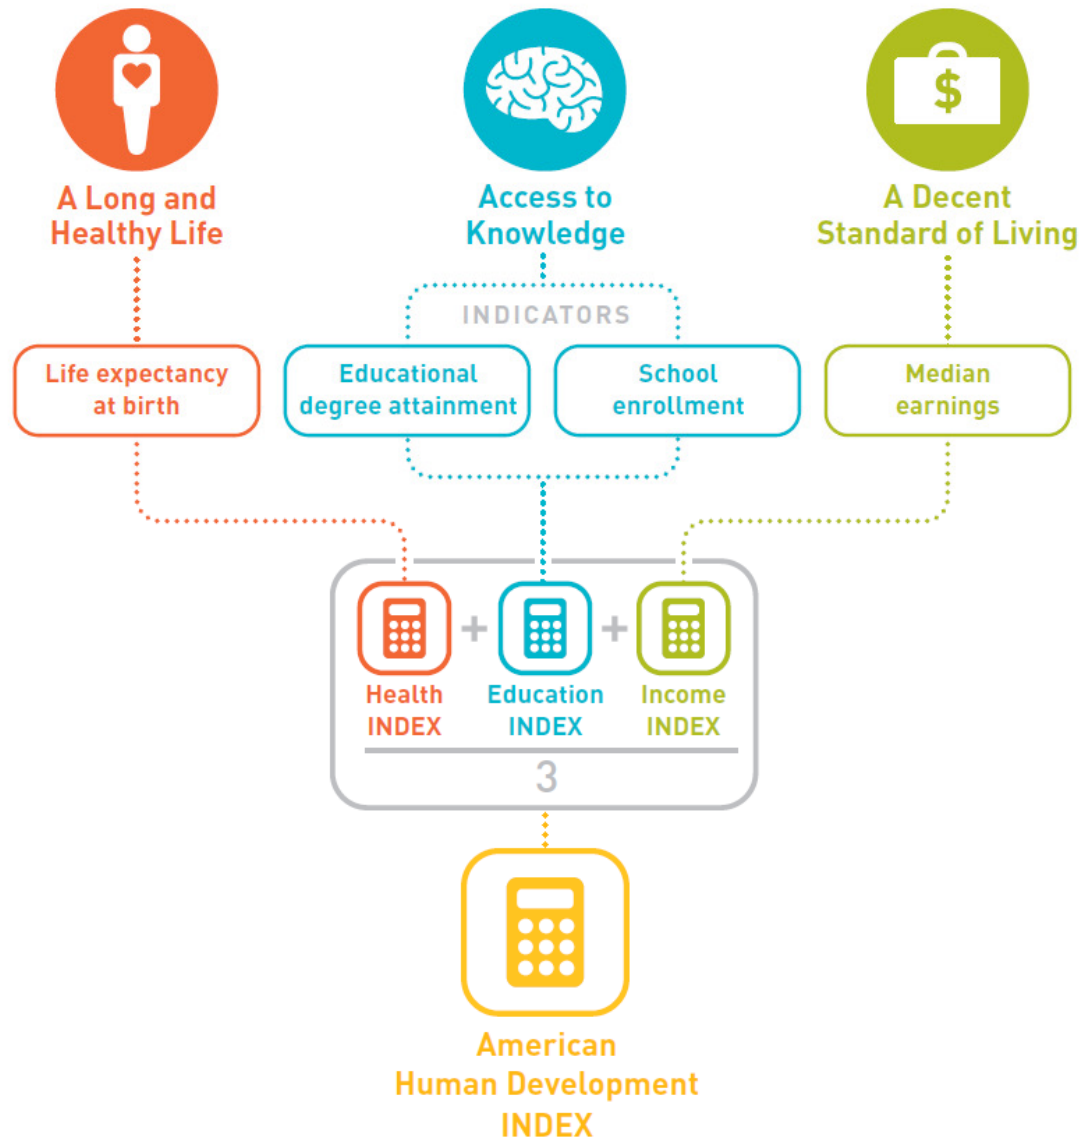 $
A Long and
Healthy Life
Access to
Knowledge
A Decent
Standard of Living
INDICATORS
Life expectancy
at birth
Educational
degree attainment
School
enrollment
Median
earnings
+
+
Health
INDEX
Education
INDEX
Income
INDEX
3
American
Human Development
INDEX